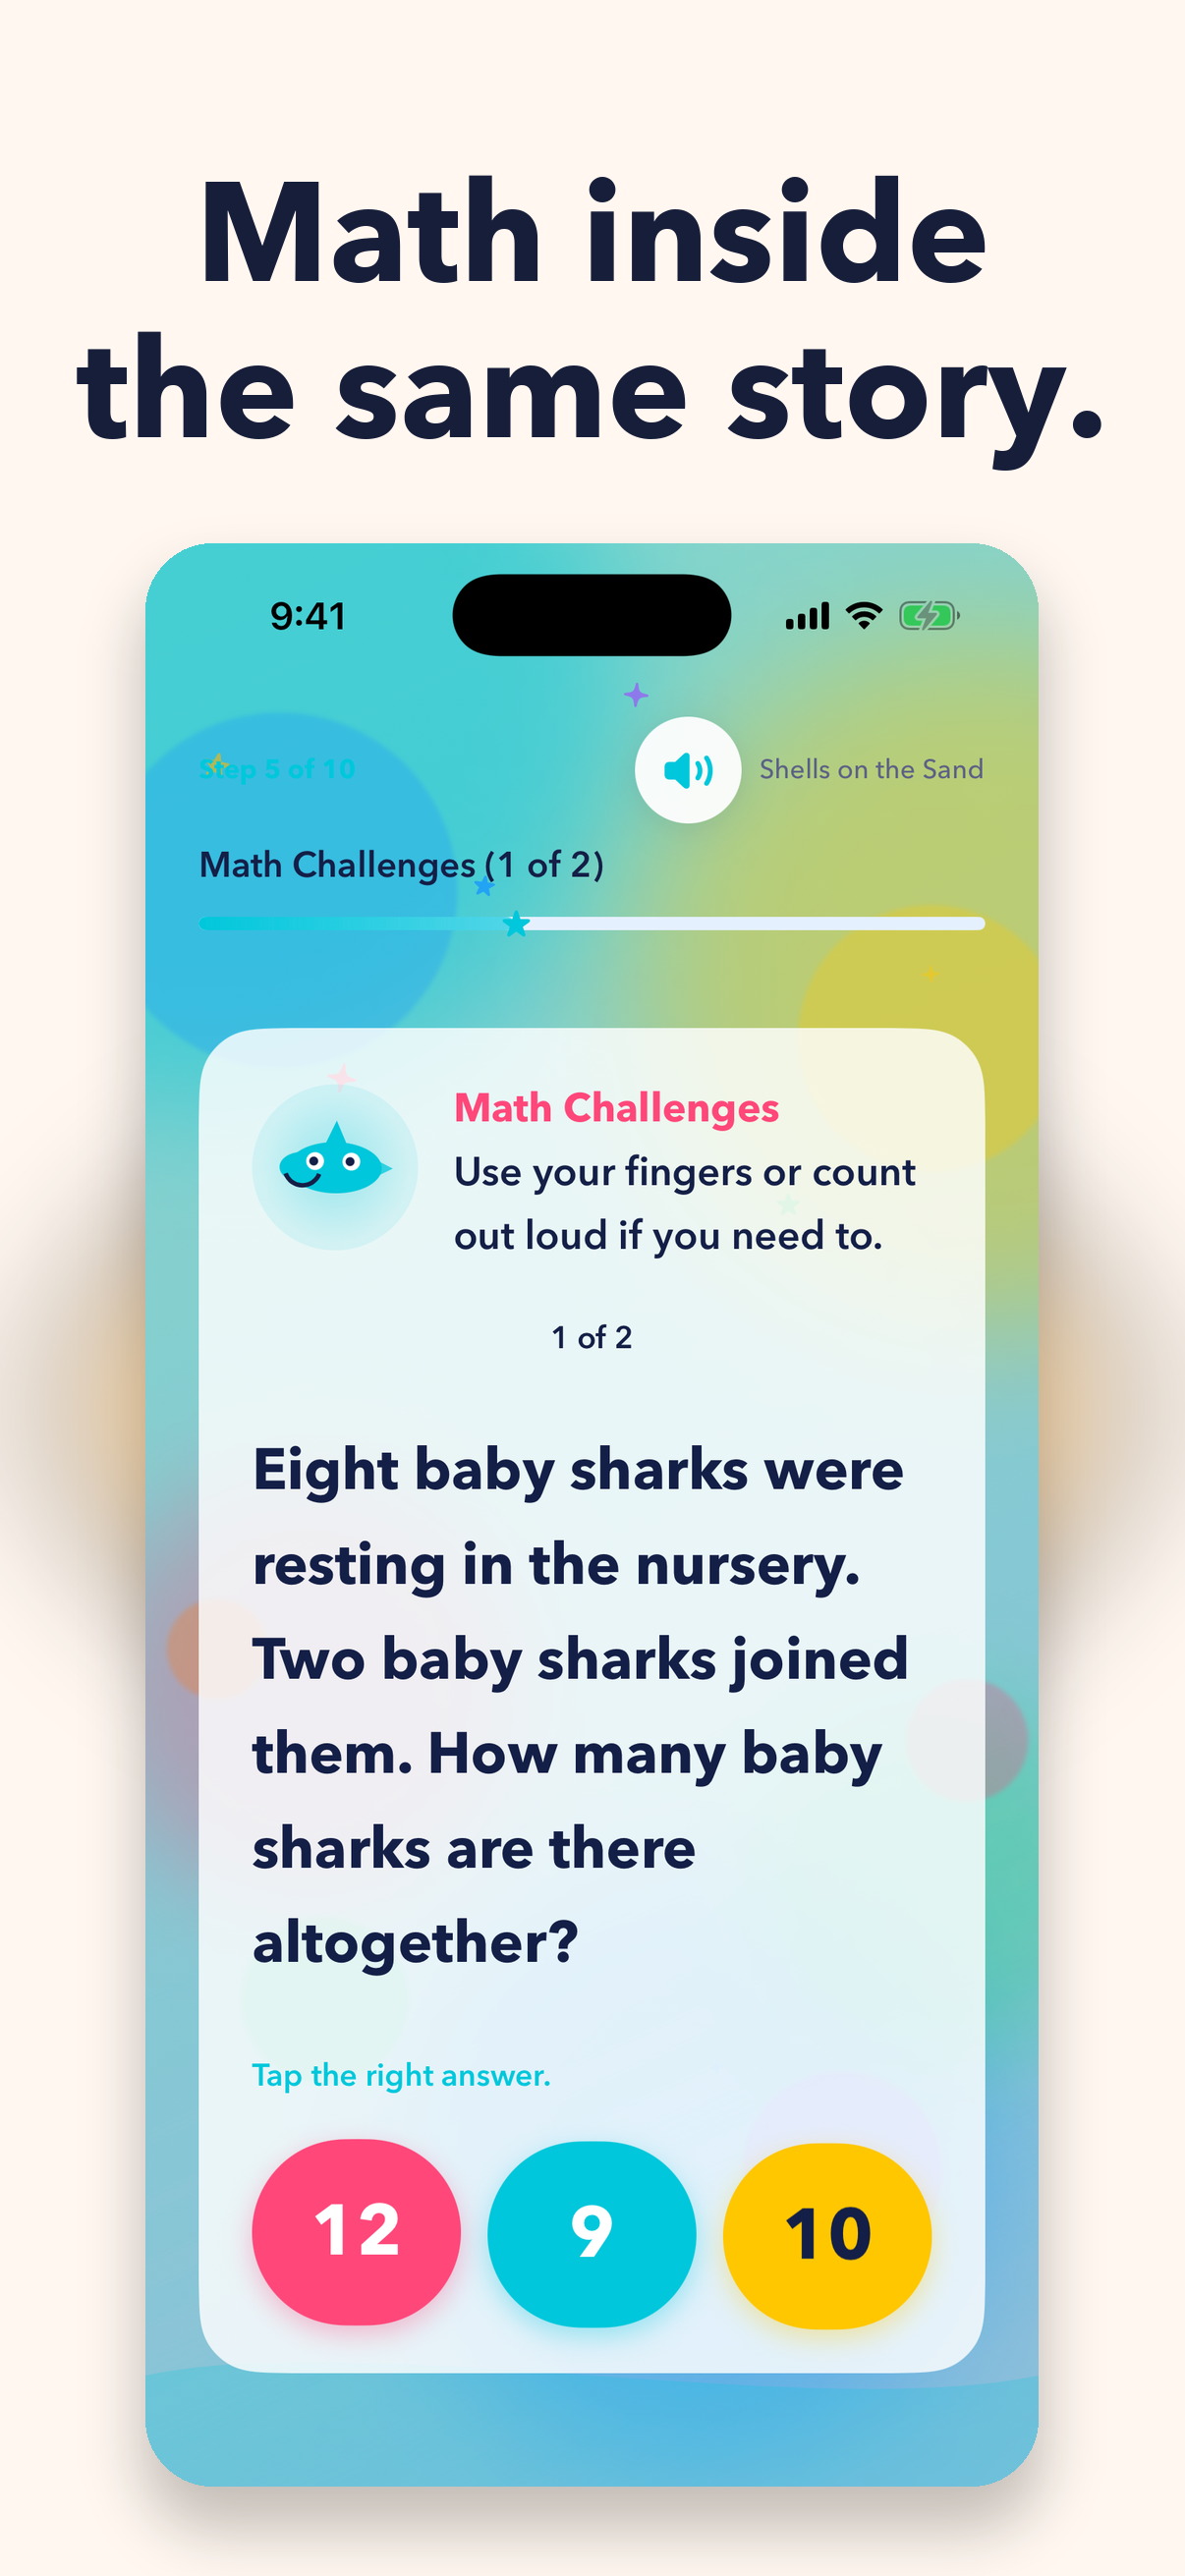 Math inside
the same story.
9:41
Step 5 of 10
Shells on the Sand
Math Challenges (1 of 2)
Math Challenges
Use your fingers or count
out loud if you need to.
1 of 2
Eight baby sharks were
resting in the nursery.
Two baby sharks joined
them. How many baby
sharks are there
altogether?
Tap the right answer.
12 9 10